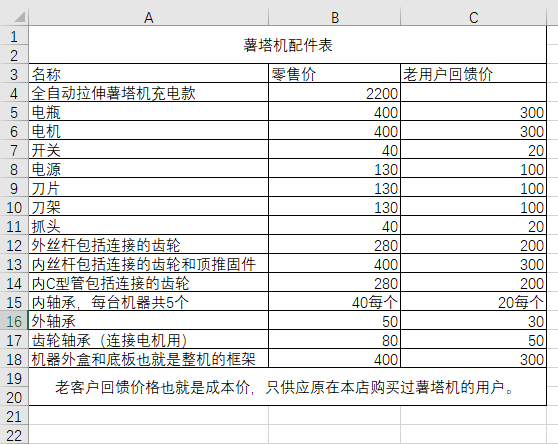 A B C
1
薯塔机配件表
2
3 名称 零售价 老用户回馈价
4 全自动拉伸薯塔机充电款 2200
5 电瓶 400 300
6 电机 400 300
7 开关 40 20
8 电源 130 100
9 刀片 130 100
10 刀架 130 100
11 抓头 40 20
12 外丝杆包括连接的齿轮 280 200
13 内丝杆包括连接的齿轮和顶推固件 400 300
14 内C型管包括连接的齿轮 280 200
15 内轴承，每台机器共5个 40每个 20每个
16 外轴承 50 30
17 齿轮轴承（连接电机用） 80 50
18 机器外盒和底板也就是整机的框架 400 300
19
老客户回馈价格也就是成本价，只供应原在本店购买过薯塔机的用户。
20
21
22